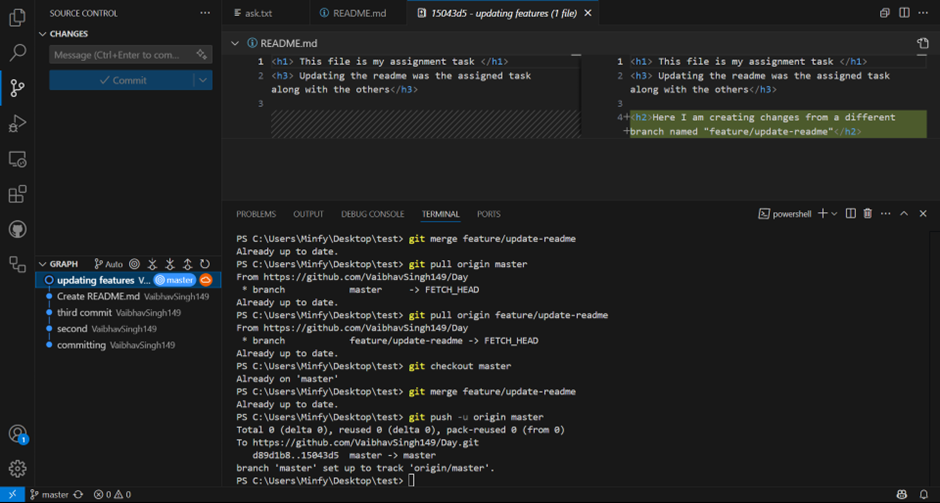 SOURCE CONTROL ...
CHANGES
Message (Ctrl+Enter to com...
Commit
GRAPH Auto
updating features V... master
Create README.md VaibhavSingh149
third commit VaibhavSingh149
second VaibhavSingh149
committing VaibhavSingh149
ask.txt README.md 15043d5 - updating features (1 file)
README.md
1 <h1> This file is my assignment task </h1>
2 <h3> Updating the readme was the assigned task
along with the others</h3>
3
1 <h1> This file is my assignment task </h1>
2 <h3> Updating the readme was the assigned task
along with the others</h3>
3
4+<h2>Here I am creating changes from a different
+branch named "feature/update-readme"</h2>
PROBLEMS OUTPUT DEBUG CONSOLE TERMINAL PORTS powershell
PS C:\Users\Minfy\Desktop\test> git merge feature/update-readme
Already up to date.
PS C:\Users\Minfy\Desktop\test> git pull origin master
From https://github.com/VaibhavSingh149/Day
* branch master -> FETCH_HEAD
Already up to date.
PS C:\Users\Minfy\Desktop\test> git pull origin feature/update-readme
From https://github.com/VaibhavSingh149/Day
* branch feature/update-readme -> FETCH_HEAD
Already up to date.
PS C:\Users\Minfy\Desktop\test> git checkout master
Already on 'master'
PS C:\Users\Minfy\Desktop\test> git merge feature/update-readme
Already up to date.
PS C:\Users\Minfy\Desktop\test> git push -u origin master
Total 0 (delta 0), reused 0 (delta 0), pack-reused 0 (from 0)
To https://github.com/VaibhavSingh149/Day.git
d89d1b8..15043d5 master -> master
branch 'master' set up to track 'origin/master'.
PS C:\Users\Minfy\Desktop\test>
1
master 0 0